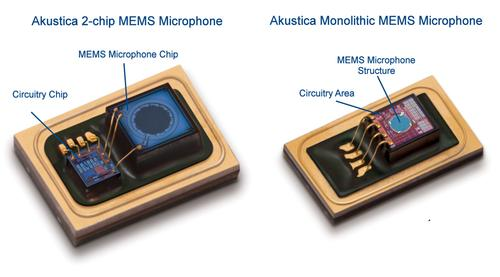 Akustica 2-chip MEMS Microphone
Akustica Monolithic MEMS Microphone
MEMS Microphone Chip
Circuitry Chip
MEMS Microphone
Structure
Circuitry Area